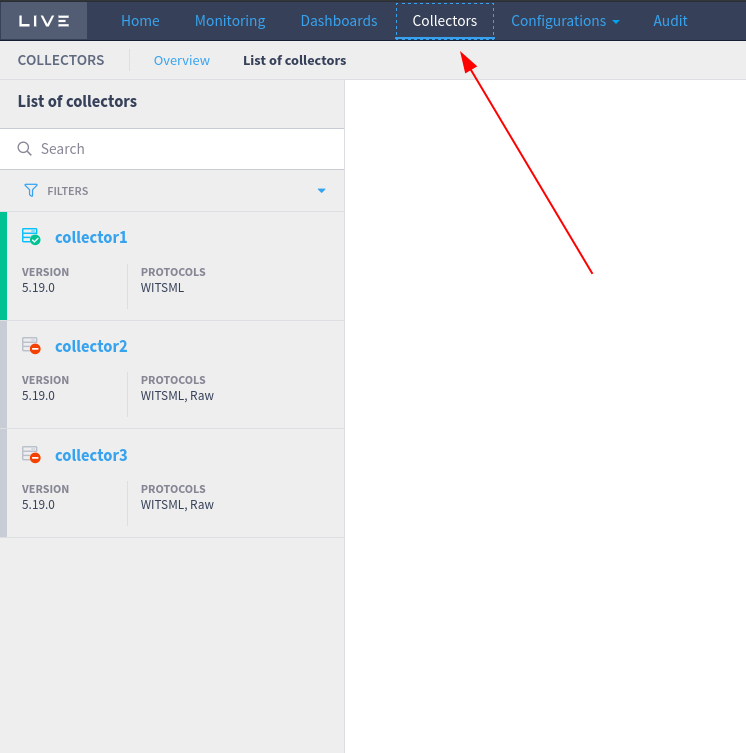 LIVE Home Monitoring Dashboards Collectors Configurations Audit
COLLECTORS Overview List of collectors
List of collectors
Search
FILTERS
collector1
VERSION PROTOCOLS
5.19.0 WITSML
collector2
VERSION PROTOCOLS
5.19.0 WITSML, Raw
collector3
VERSION PROTOCOLS
5.19.0 WITSML, Raw